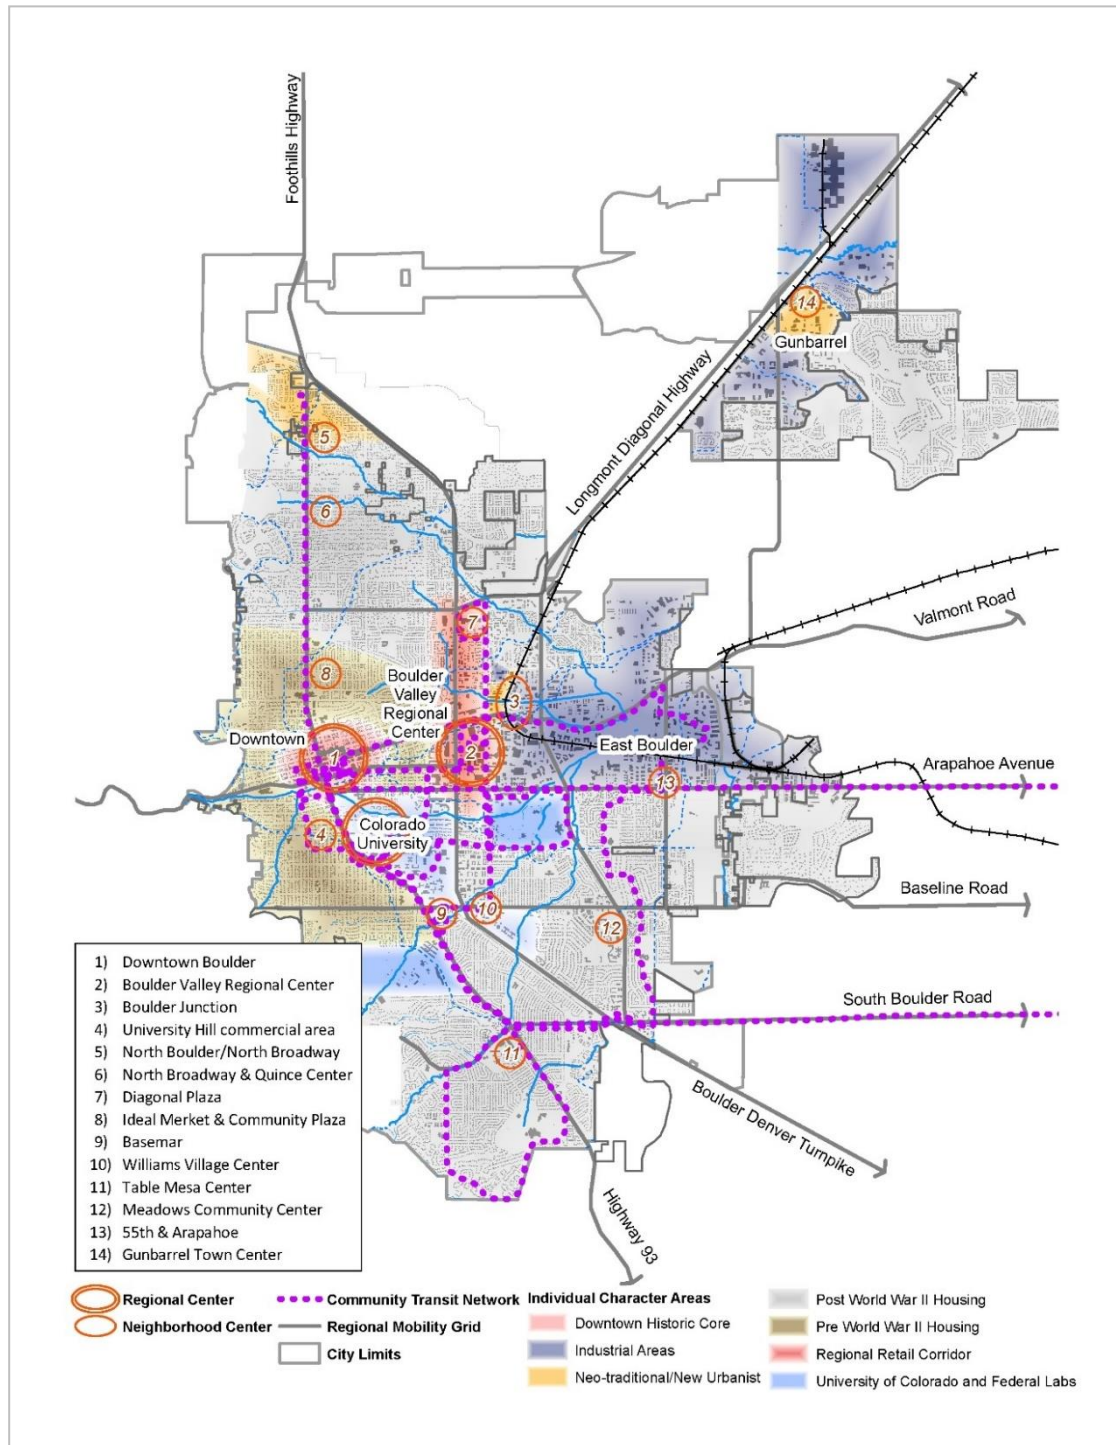 Foothills Highway
14
Gunbarrel
Longmont Diagonal Highway
5
6
Valmont Road
7
8
Boulder
Valley
Regional
Center
3
Downtown
1
2
East Boulder
Arapahoe Avenue
13
4
Colorado
University
Baseline Road
9
10
12
South Boulder Road
11
Boulder Denver Turnpike
Highway 93
1) Downtown Boulder
2) Boulder Valley Regional Center
3) Boulder Junction
4) University Hill commercial area
5) North Boulder/North Broadway
6) North Broadway & Quince Center
7) Diagonal Plaza
8) Ideal Merket & Community Plaza
9) Basemar
10) Williams Village Center
11) Table Mesa Center
12) Meadows Community Center
13) 55th & Arapahoe
14) Gunbarrel Town Center
Regional Center
Neighborhood Center
Community Transit Network
Regional Mobility Grid
City Limits
Individual Character Areas
Downtown Historic Core
Industrial Areas
Neo-traditional/New Urbanist
Post World War II Housing
Pre World War II Housing
Regional Retail Corridor
University of Colorado and Federal Labs